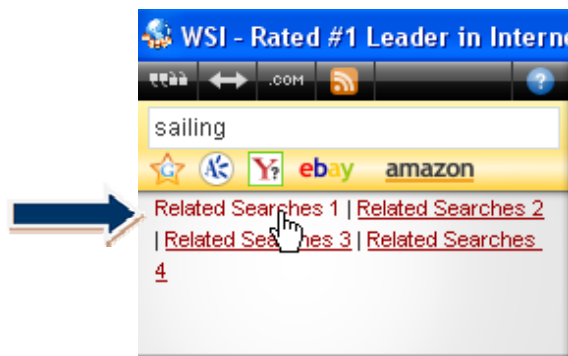 WSI - Rated #1 Leader in Intern
.COM
?
sailing
G
Y? ebay amazon
Related Searches 1 | Related Searches 2
| Related Searches 3 | Related Searches
4